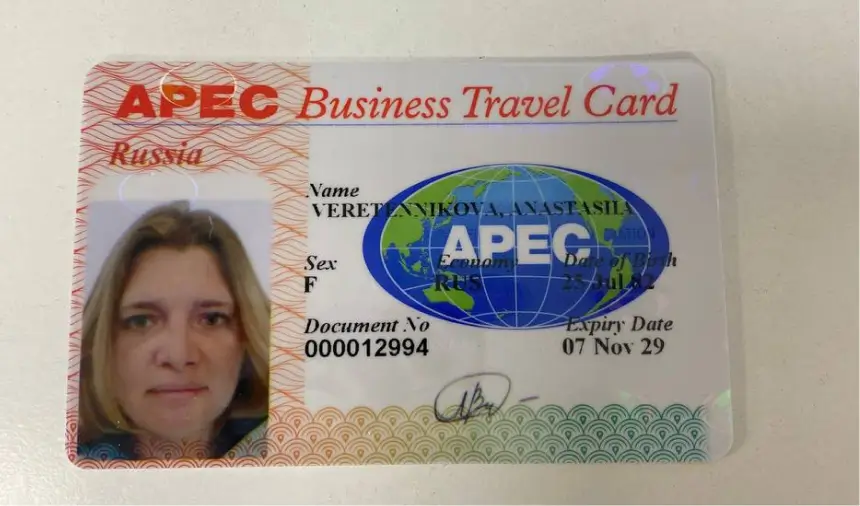 APEC Business Travel Card
Russia
Name
VERETENNIKOVA, ANASTASIIA
APEC
Sex Economy Date of Birth
F RUS 25 Jul 82
Document No Expiry Date
000012994 07 Nov 29